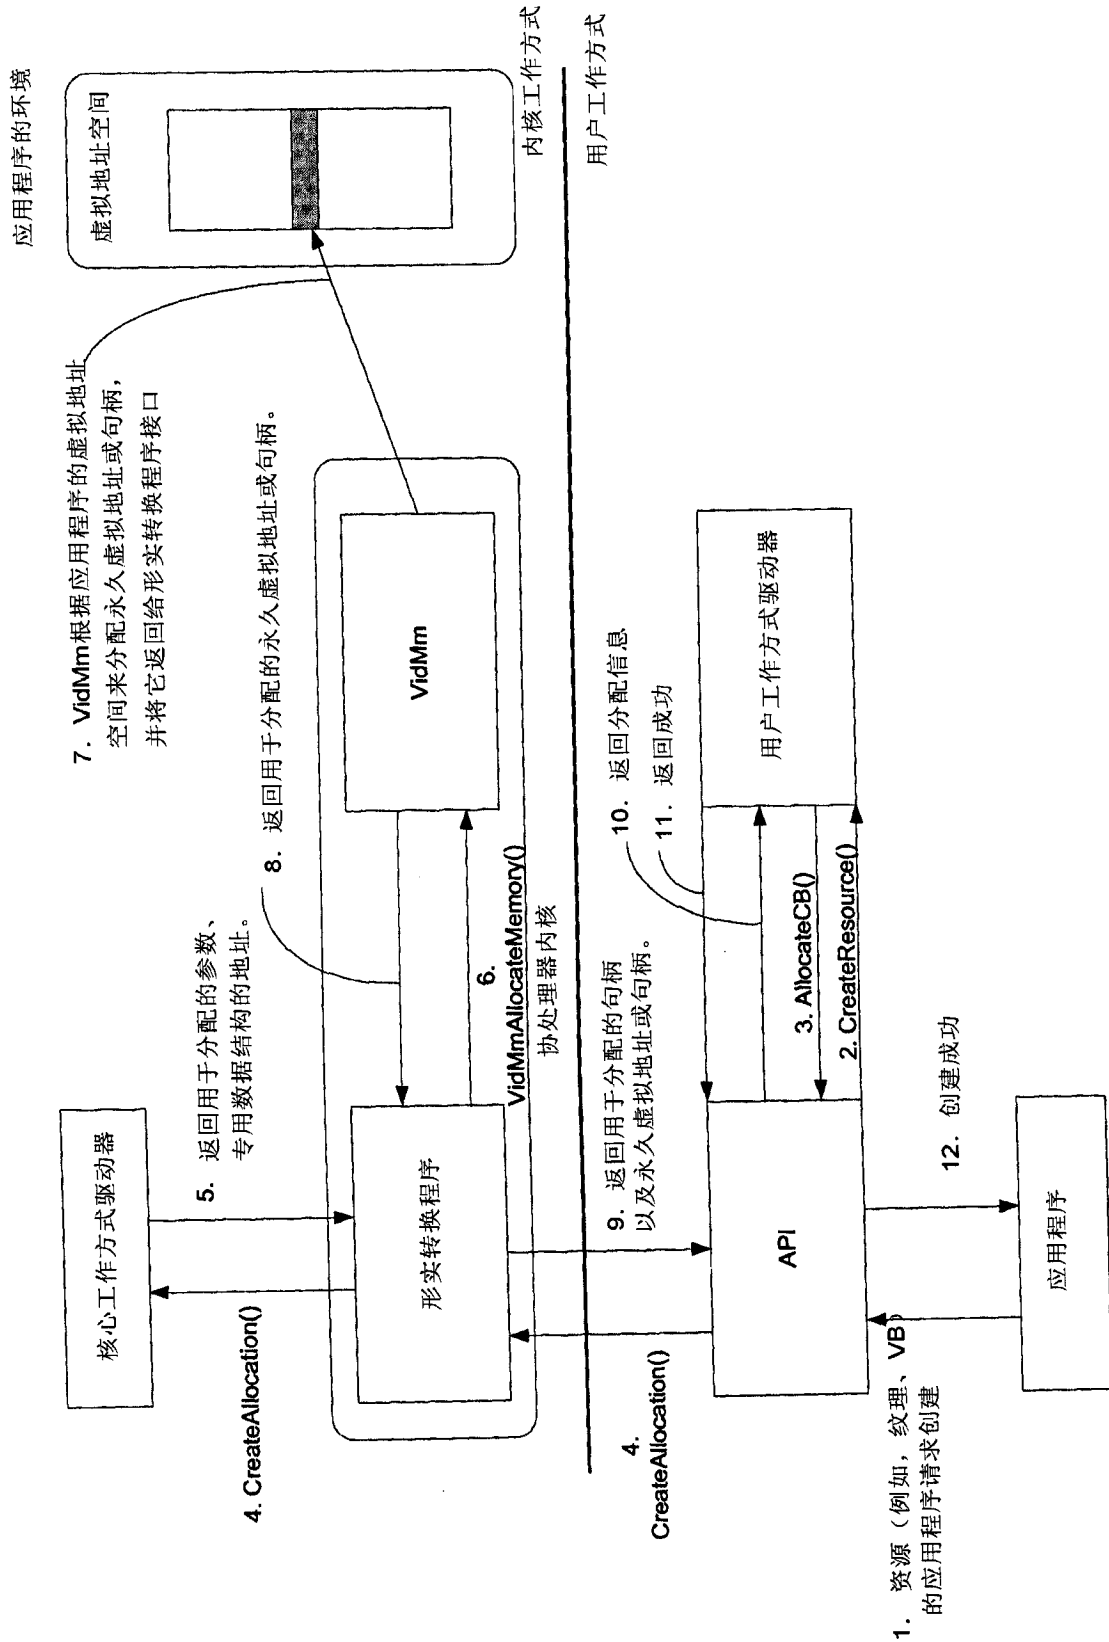 应用程序的环境
虚拟地址空间
内核工作方式
用户工作方式
7. VidMm根据应用程序的虚拟地址
空间来分配永久虚拟地址或句柄，
并将它返回给形实转换程序接口
8. 返回用于分配的永久虚拟地址或句柄。
VidMm
5. 返回用于分配的参数、
专用数据结构的地址。
6.
VidMmAllocateMemory()
协处理器内核
核心工作方式驱动器
形实转换程序
4. CreateAllocation()
用户工作方式驱动器
10. 返回分配信息
11. 返回成功
3. AllocateCB()
2. CreateResource()
9. 返回用于分配的句柄
以及永久虚拟地址或句柄。
API
4.
CreateAllocation()
12. 创建成功
应用程序
1. 资源（例如，纹理、VB）
的应用程序请求创建